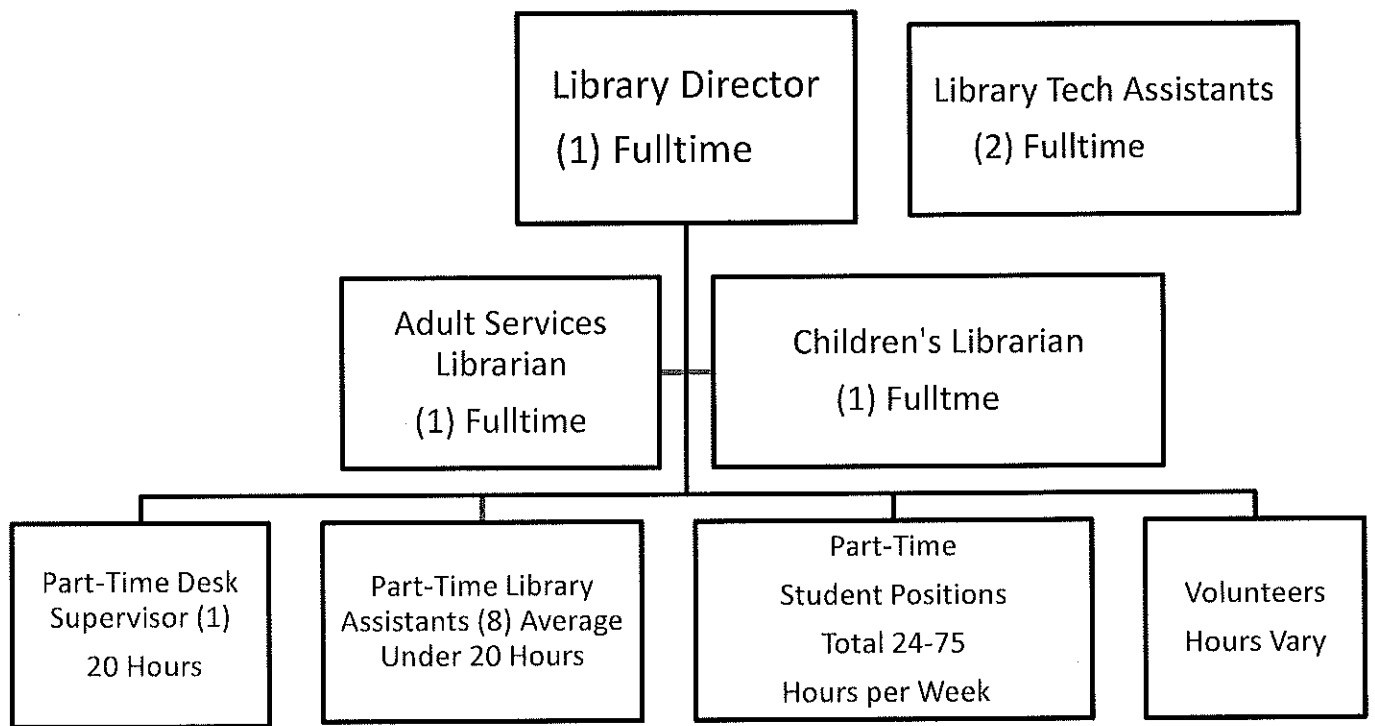 Library Director
(1) Fulltime
Library Tech Assistants
(2) Fulltime
Adult Services
Librarian
(1) Fulltime
Children's Librarian
(1) Fulltme
Part-Time Desk
Supervisor (1)
20 Hours
Part-Time Library
Assistants (8) Average
Under 20 Hours
Part-Time
Student Positions
Total 24-75
Hours per Week
Volunteers
Hours Vary